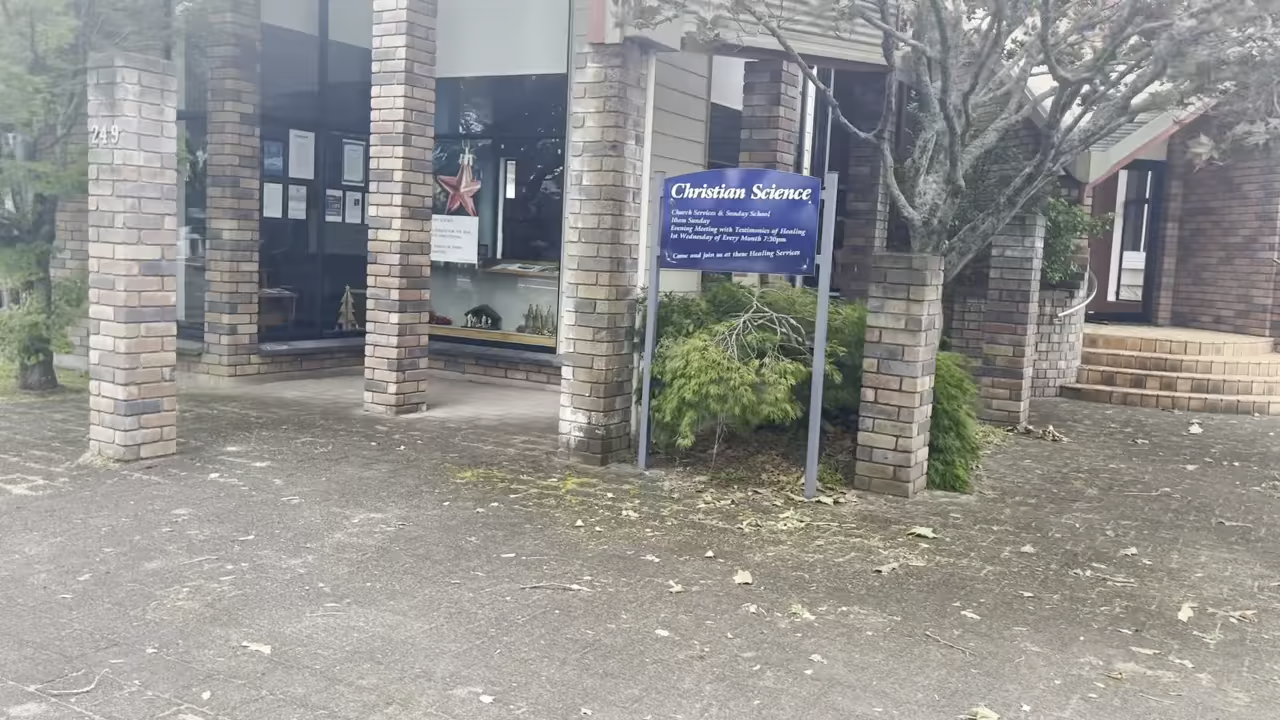 249
Christian Science
Church Services & Sunday School
10am Sunday
Evening Meeting with Testimonies of Healing
1st Wednesday of Every Month 7:30pm
Come and join us at these Healing Services